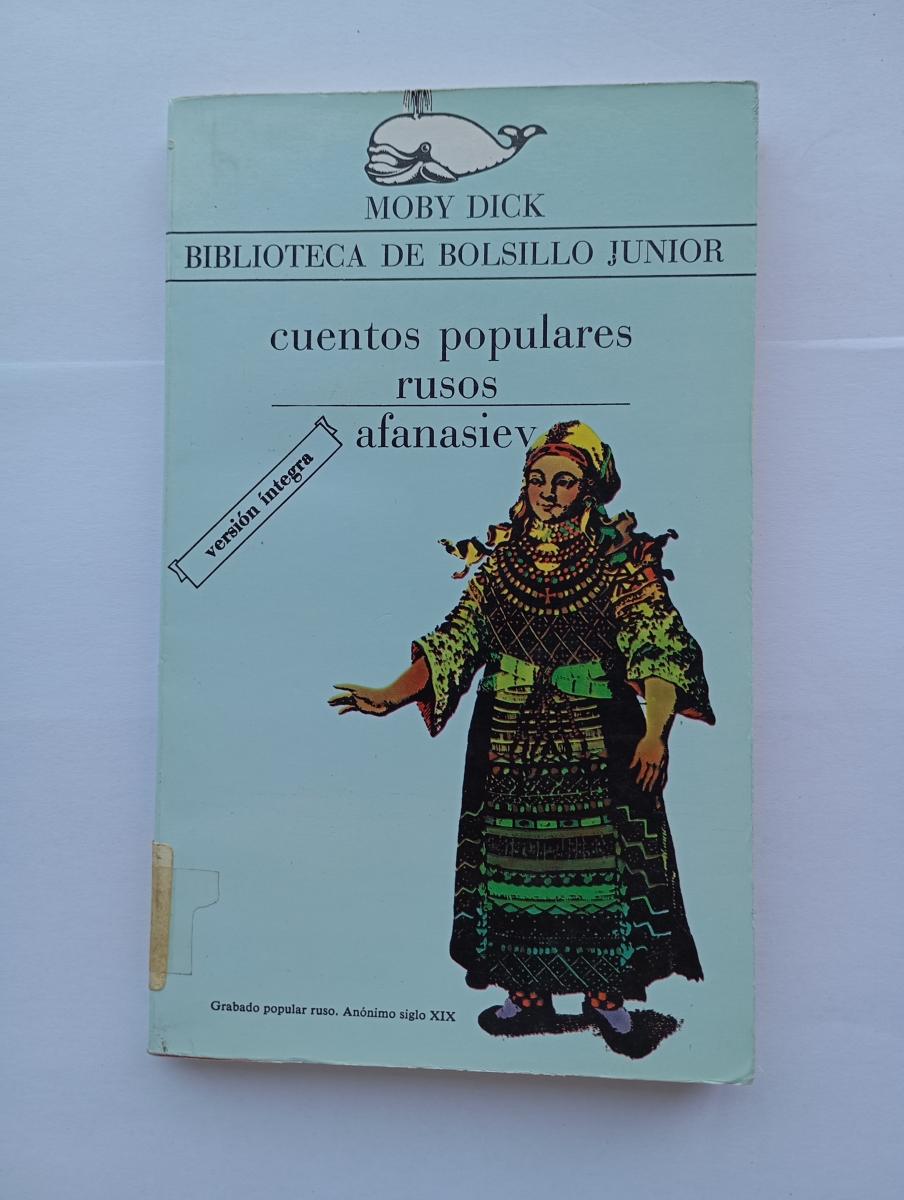 MOBY DICK
BIBLIOTECA DE BOLSILLO JUNIOR
cuentos populares
rusos
afanasiev
versión íntegra
Grabado popular ruso. Anónimo siglo XIX